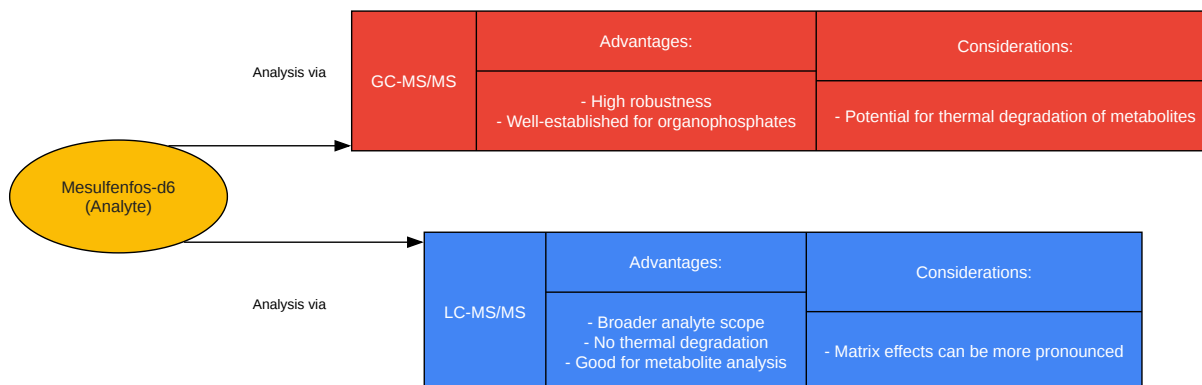 Analysis via
GC-MS/MS
Advantages:
- High robustness
- Well-established for organophosphates
Considerations:
- Potential for thermal degradation of metabolites
Mesulfenfos-d6
(Analyte)
Analysis via
LC-MS/MS
Advantages:
- Broader analyte scope
- No thermal degradation
- Good for metabolite analysis
Considerations:
- Matrix effects can be more pronounced